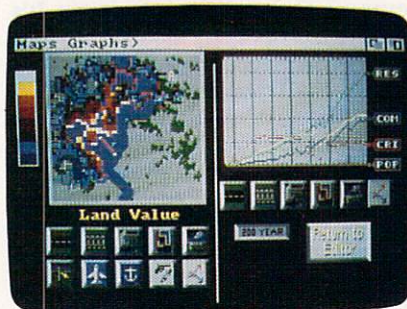 Maps Graphs>
RES
COM
CRI
POP
Land Value
200 YEAR
Return to
Editor